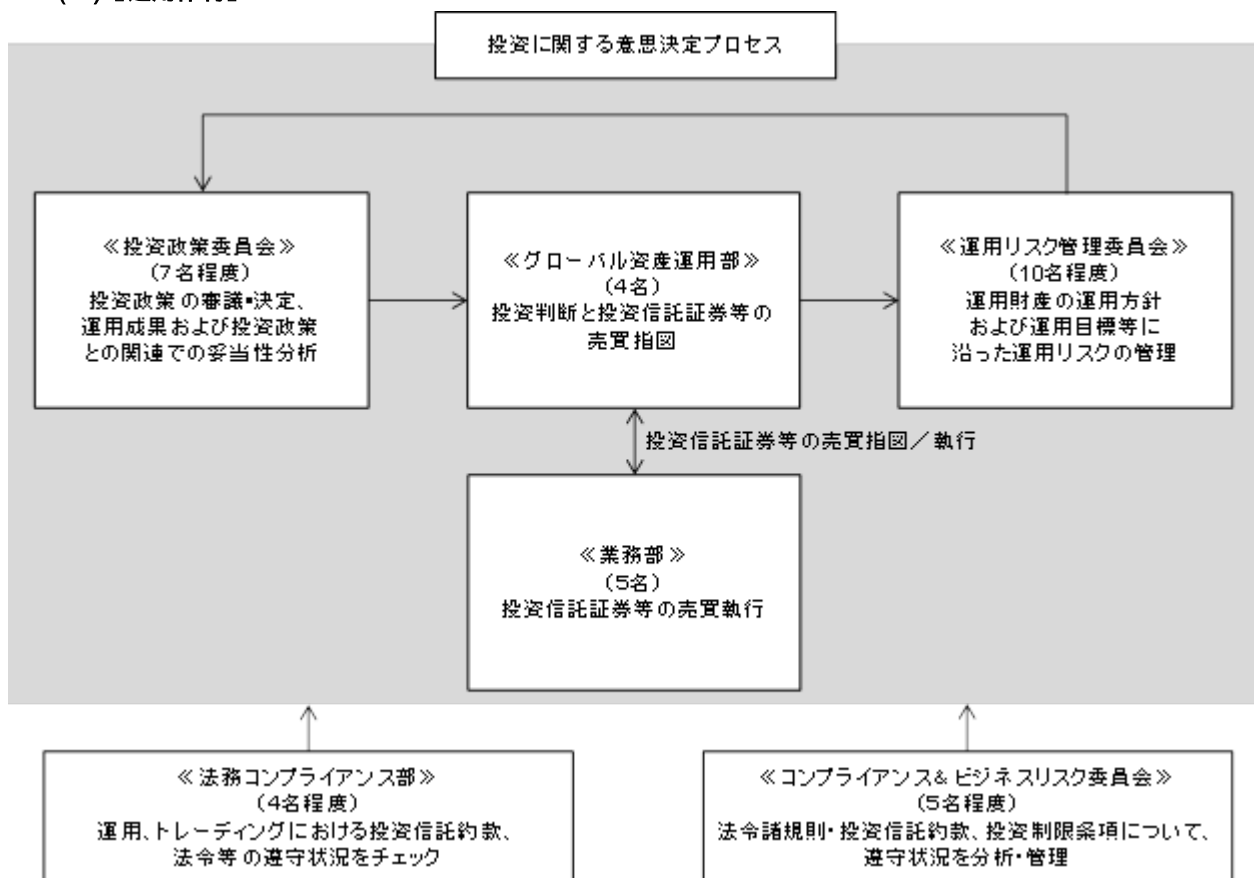 投資に関する意思決定プロセス
≪投資政策委員会≫
(7名程度)
投資政策の審議・決定、
運用成果および投資政策
との関連での妥当性分析
≪グローバル資産運用部≫
(4名)
投資判断と投資信託証券等の
売買指図
≪運用リスク管理委員会≫
(10名程度)
運用財産の運用方針
および運用目標等に
沿った運用リスクの管理
投資信託証券等の売買指図／執行
≪業務部≫
(5名)
投資信託証券等の売買執行
≪法務コンプライアンス部≫
(4名程度)
運用、トレーディングにおける投資信託約款、
法令等の遵守状況をチェック
≪コンプライアンス&ビジネスリスク委員会≫
(5名程度)
法令諸規則・投資信託約款、投資制限条項について、
遵守状況を分析・管理